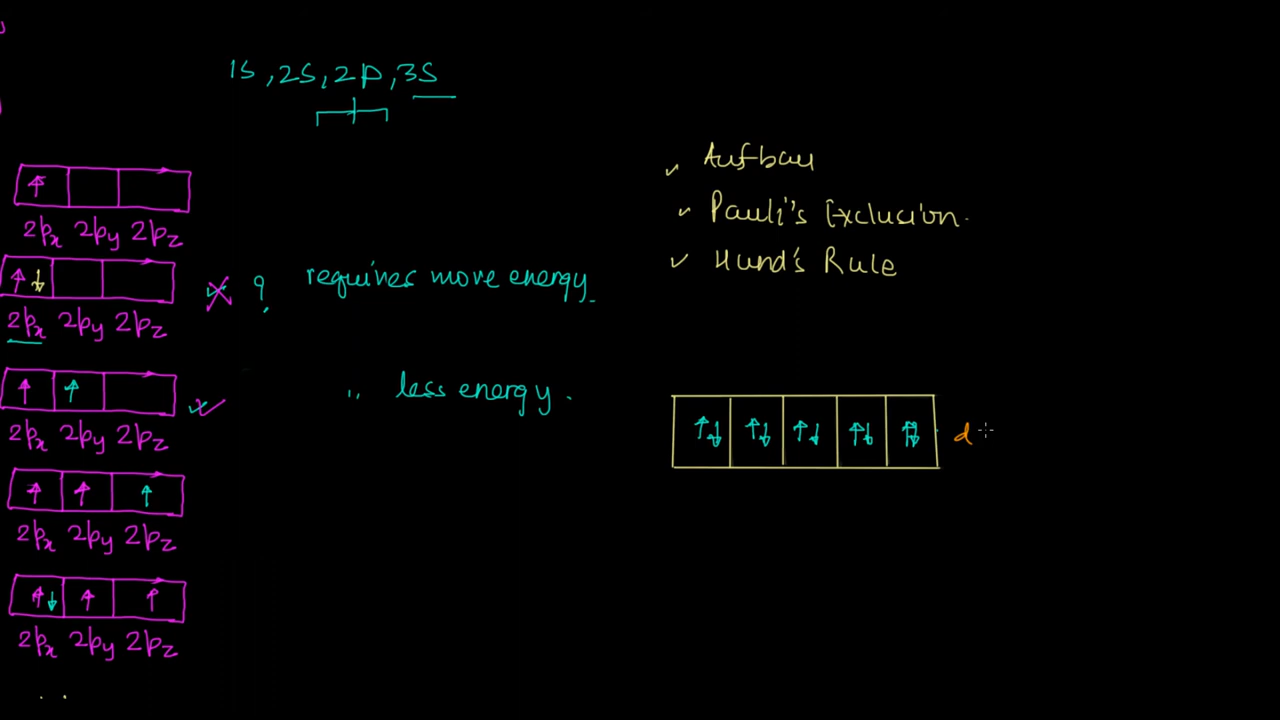 1S, 2S, 2p, 3S
↑
2px 2py 2pz
↑↓
2px 2py 2pz
? requires move energy.
↑ ↑
2px 2py 2pz
" less energy.
↑ ↑ ↑
2px 2py 2pz
↑↓ ↑ ↑
2px 2py 2pz
✓ Aufbau
✓ Pauli's Exclusion.
✓ Hund's Rule
↑↓ ↑↓ ↑↓ ↑↓ ↑↓ d